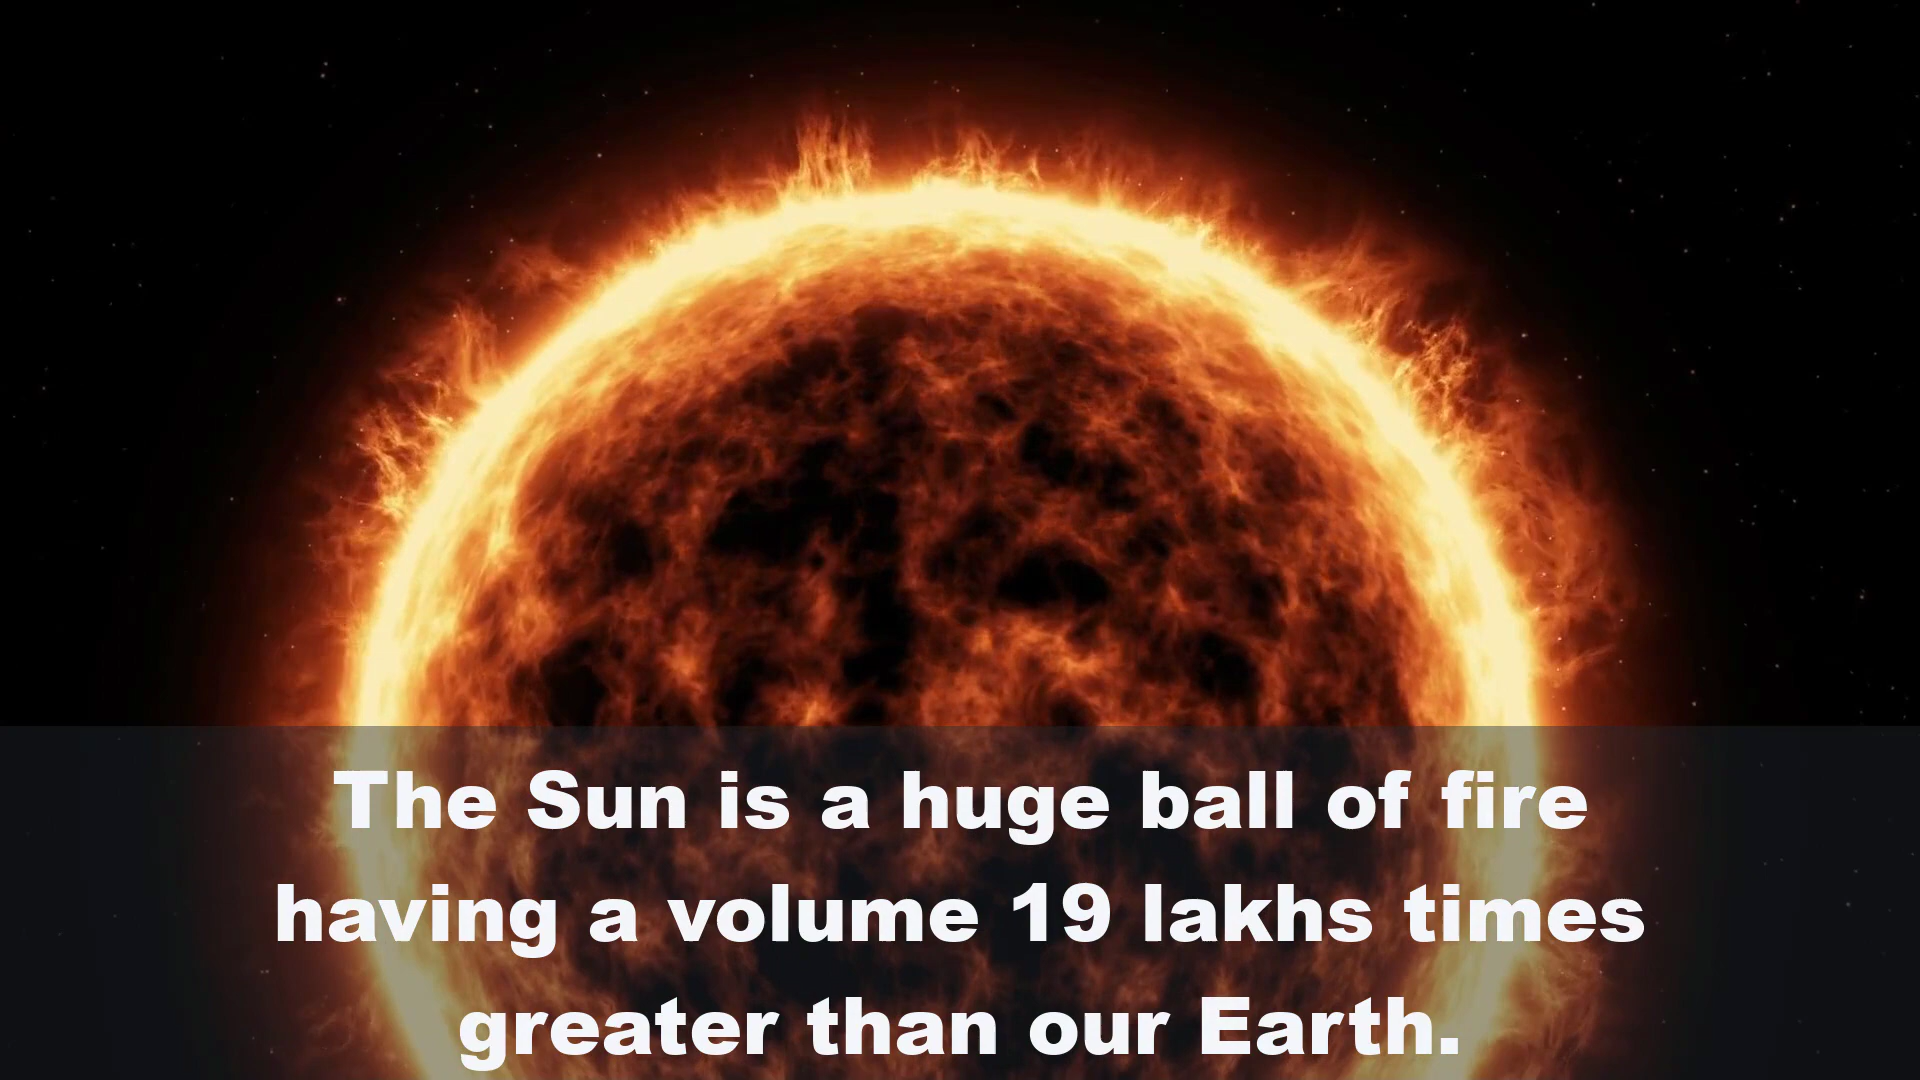 The Sun is a huge ball of fire
having a volume 19 lakhs times
greater than our Earth.